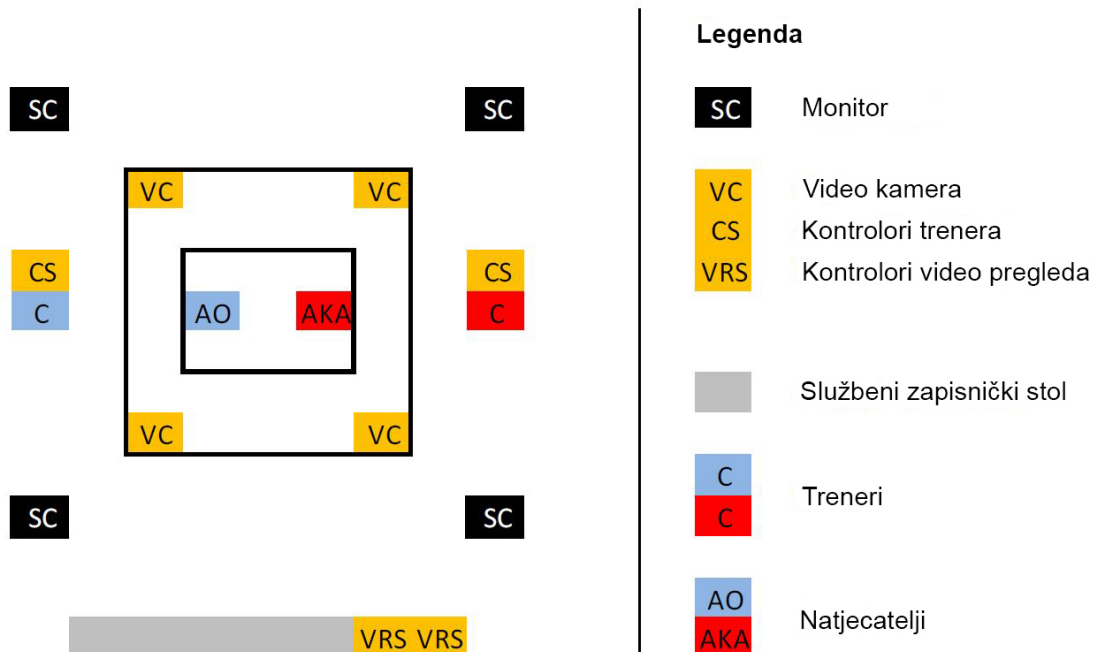 SC SC
VC VC
CS CS
C AO AKA C
VC VC
SC SC
VRS VRS
Legenda
SC Monitor
VC Video kamera
CS Kontrolori trenera
VRS Kontrolori video pregleda
Službeni zapisnički stol
C
Treneri
C
AO
Natjecatelji
AKA